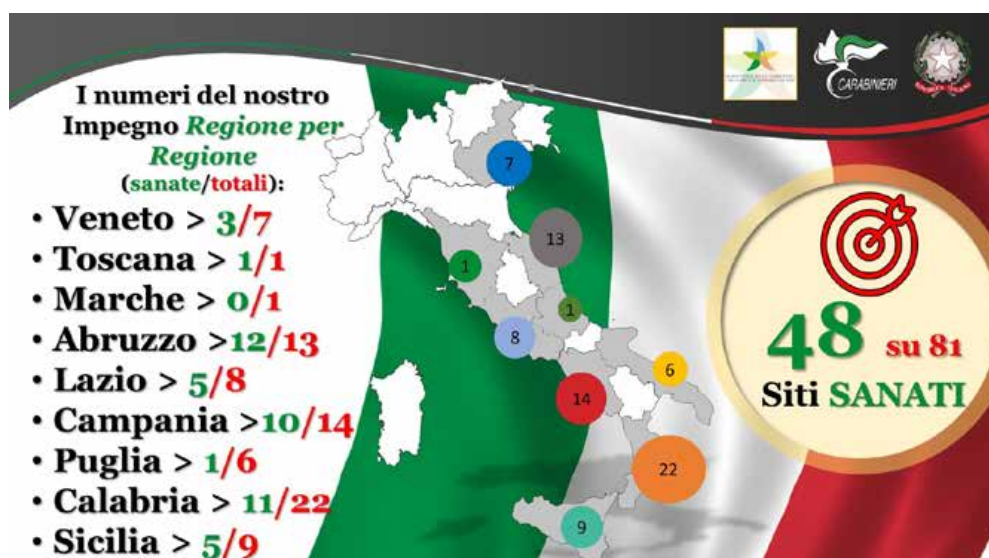 I numeri del nostro
Impegno Regione per
Regione
(sanate/totali):
• Veneto > 3/7
• Toscana > 1/1
• Marche > 0/1
• Abruzzo >12/13
• Lazio > 5/8
• Campania >10/14
• Puglia > 1/6
• Calabria > 11/22
• Sicilia > 5/9
7
13
1
1
8
6
14
22
9
CARABINIERI
48 su 81
Siti SANATI